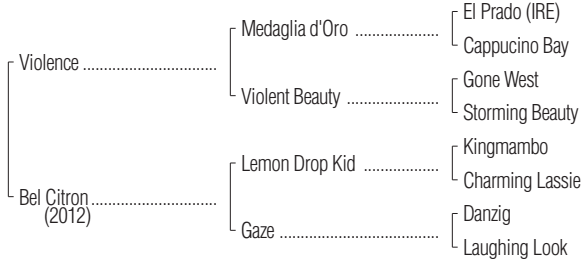 El Prado (IRE)
Medaglia d'Oro ....................
Cappucino Bay
Violence ................................
Gone West
Violent Beauty ......................
Storming Beauty
Kingmambo
Lemon Drop Kid ..................
Charming Lassie
Bel Citron ..............................
(2012)
Danzig
Gaze ......................................
Laughing Look